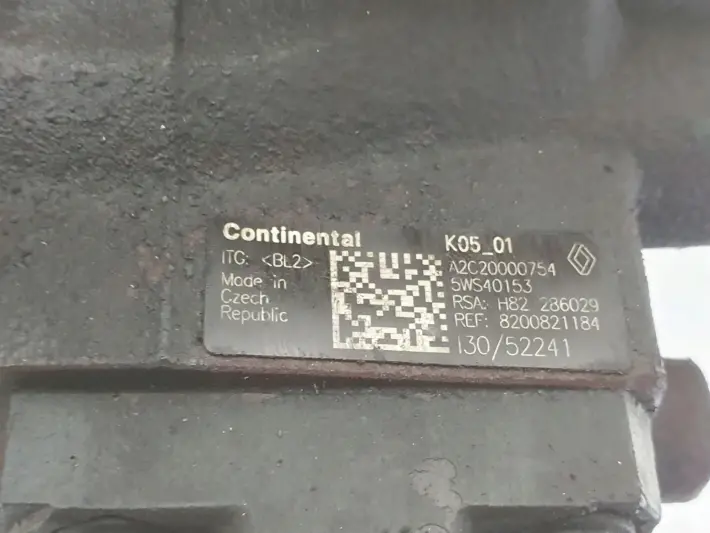 Continental
ITG: <BL2>
Made in
Czech
Republic
K05_01
A2C20000754
5WS40153
RSA: H82 286029
REF: 8200821184
130/52241